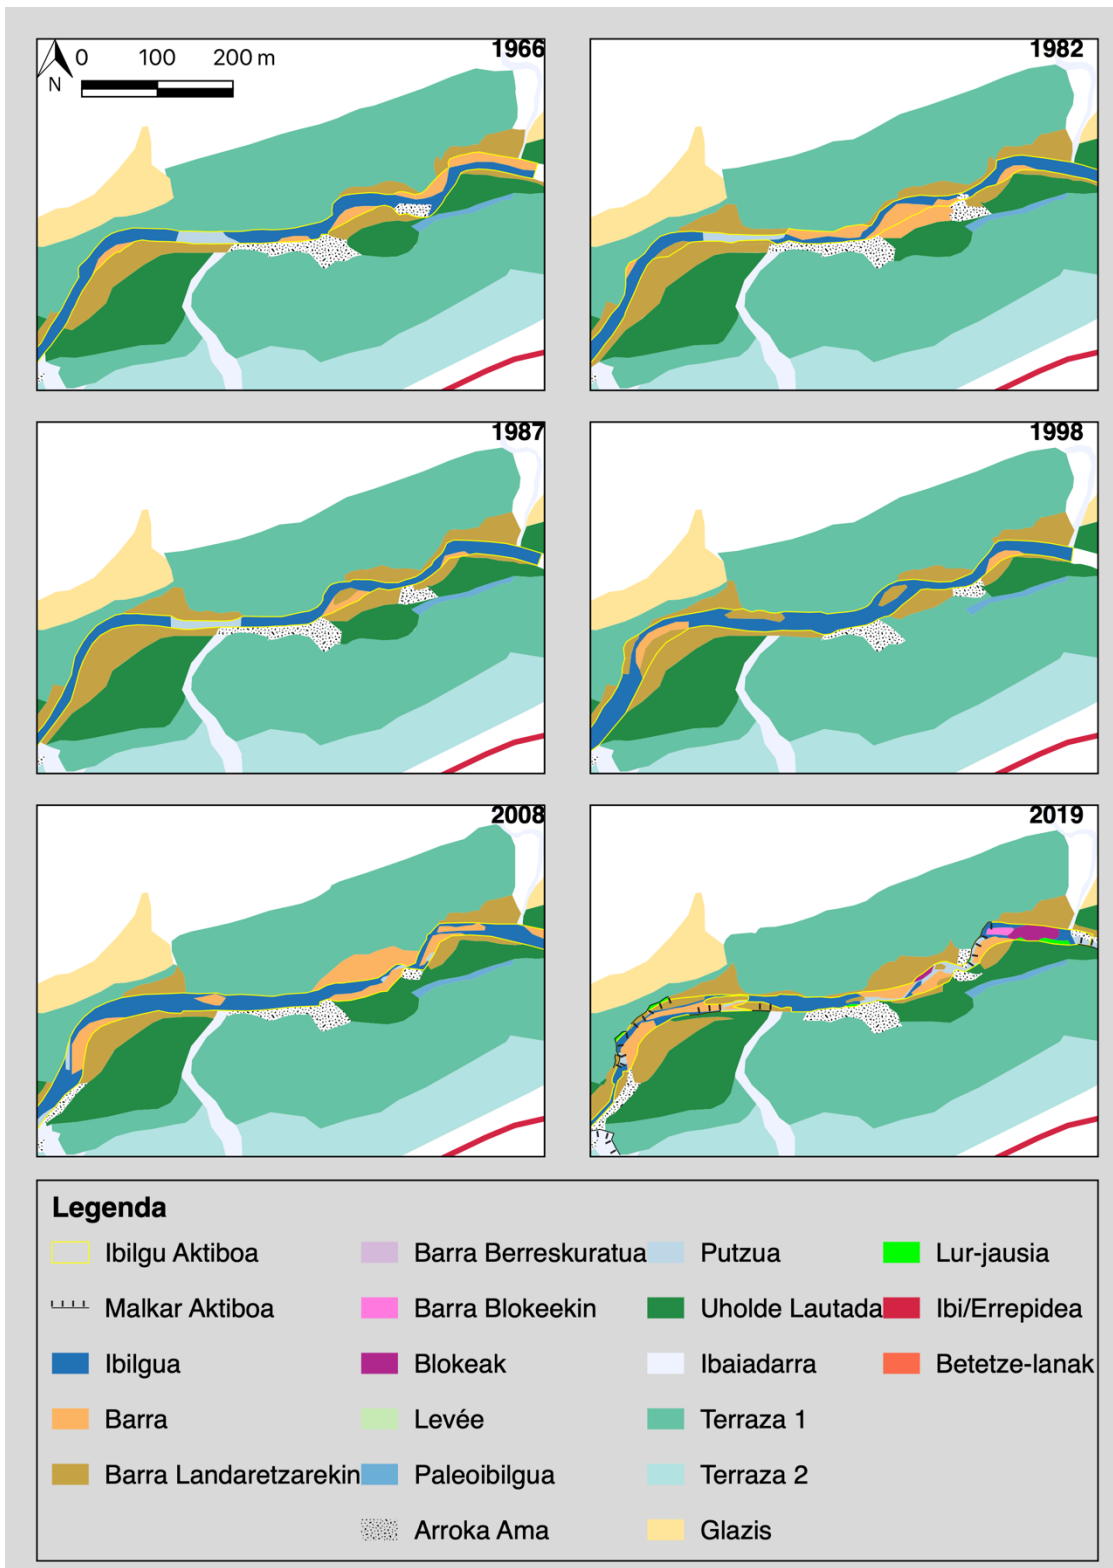 1966
0 100 200 m
N
1982
1987
1998
2008
2019
Legenda
Ibilgu Aktiboa
Malkar Aktiboa
Ibilgua
Barra
Barra Landaretzarekin
Barra Berreskuratua
Barra Blokeekin
Blokeak
Levée
Paleoibilgua
Arroka Ama
Putzua
Uholde Lautada
Ibaiadarra
Terraza 1
Terraza 2
Glazis
Lur-jausia
Ibi/Errepidea
Betetze-lanak